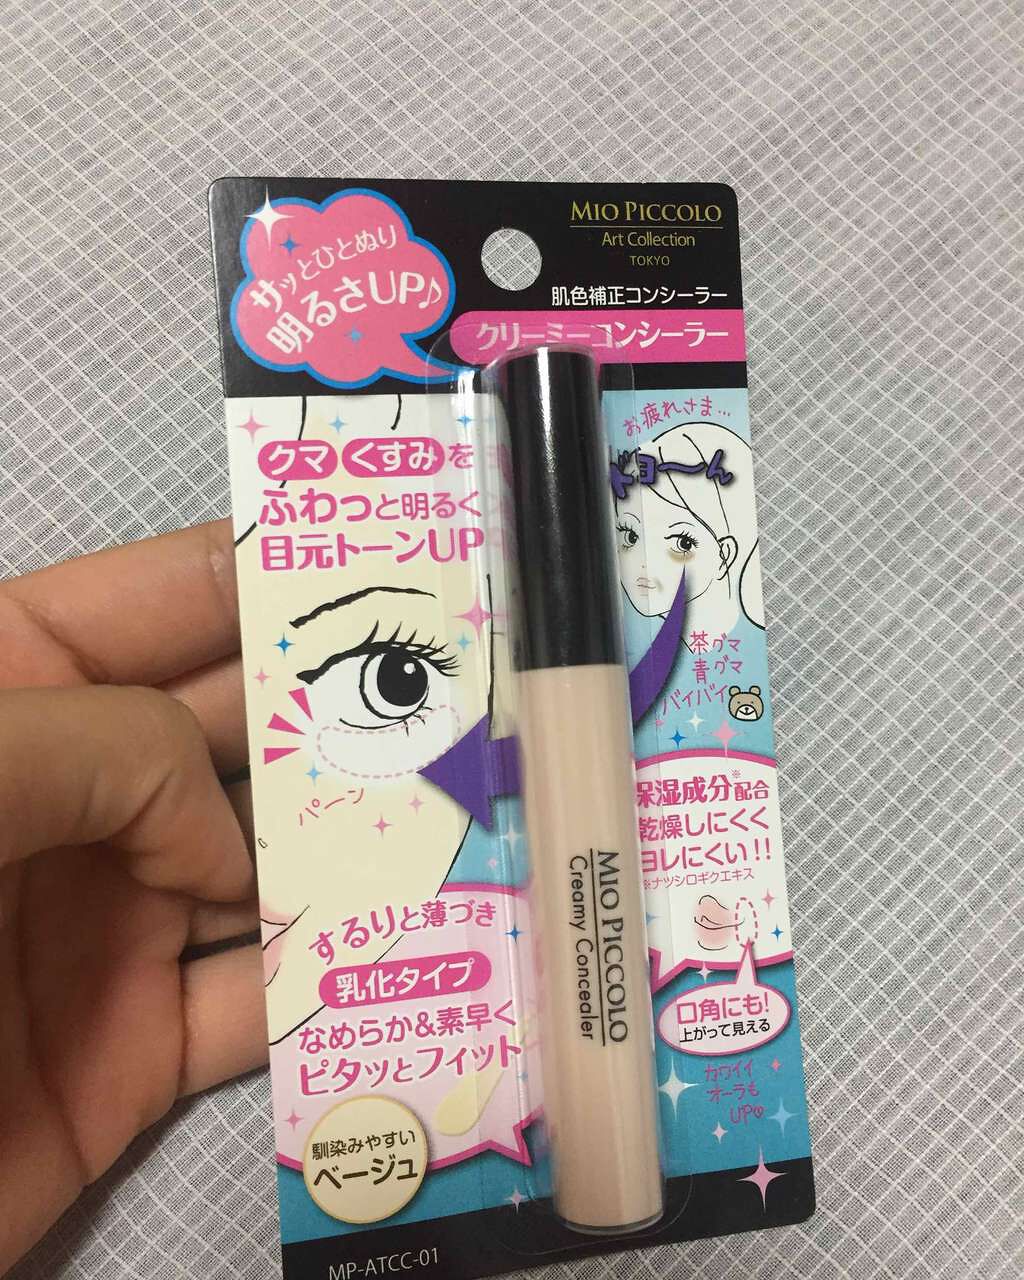 MIO PICCOLO
Art Collection
TOKYO
肌色補正コンシーラー
クリーミーコンシーラー
サッとひとぬり
明るさUP♪
クマ くすみを
ふわっと明るく
目元トーンUP
お疲れさま…
ドョ〜ん
茶グマ
青グマ
バイバイ
パーン
保湿成分※配合
乾燥しにくく
ヨレにくい!!
※ナツシロギクエキス
口角にも!
上がって見える
カワイイ
オーラも
UP♡
するりと薄づき
乳化タイプ
なめらか&素早く
ピタッとフィット
馴染みやすい
ベージュ
MIO PICCOLO
Creamy Concealer
MP-ATCC-01